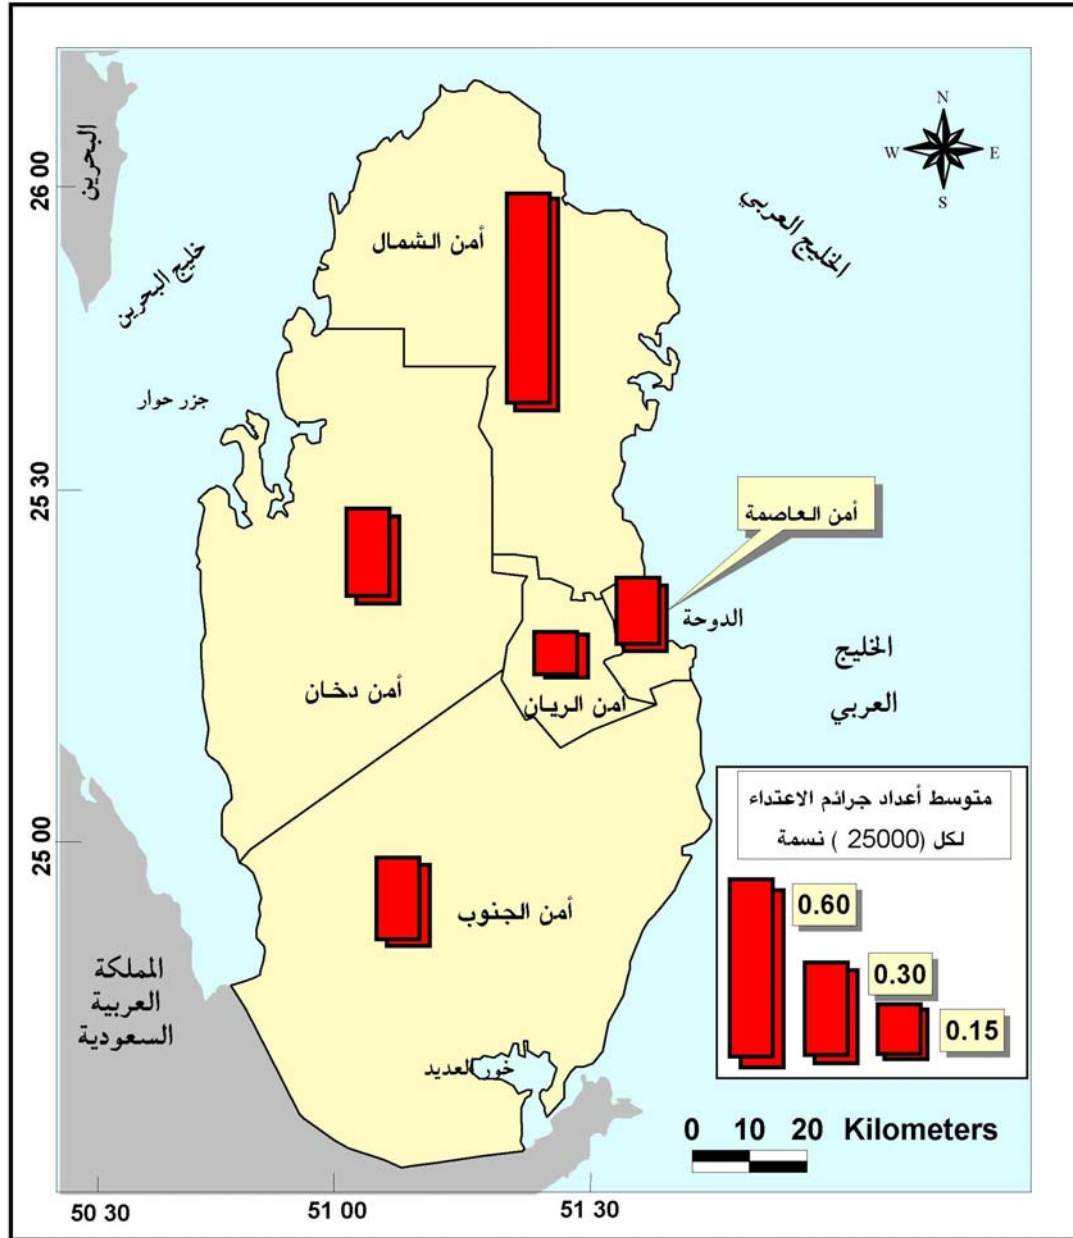 N
W
E
S
البحرين
خليج البحرين
جزر حوار
الخليج العربي
أمن الشمال
أمن العاصمة
الدوحة
أمن دخان
امن الريان
الخليج
العربي
أمن الجنوب
المملكة
العربية
السعودية
خور العديد
متوسط أعداد جرائم الاعتداء
لكل (25000 ) نسمة
0.60
0.30
0.15
0 10 20 Kilometers
26 00
25 30
25 00
50 30
51 00
51 30